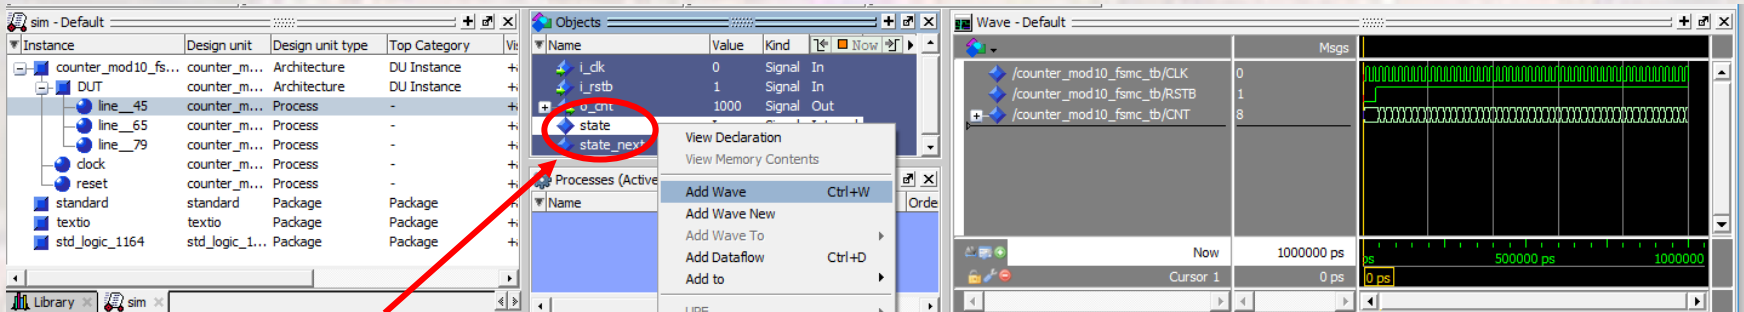 sim - Default
Instance Design unit Design unit type Top Category Vis
counter_mod10_fs... counter_m... Architecture DU Instance
DUT counter_m... Architecture DU Instance
line__45 counter_m... Process -
line__65 counter_m... Process -
line__79 counter_m... Process -
clock counter_m... Process -
reset counter_m... Process -
standard standard Package Package
textio textio Package Package
std_logic_1164 std_logic_1... Package Package
Library sim
Objects
Name Value Kind Now
i_clk 0 Signal In
i_rstb 1 Signal In
o_cnt 1000 Signal Out
state
state_next
Processes (Active
Name Orde
View Declaration
View Memory Contents
Add Wave Ctrl+W
Add Wave New
Add Wave To
Add Dataflow Ctrl+D
Add to
Wave - Default
Msgs
/counter_mod10_fsmc_tb/CLK 0
/counter_mod10_fsmc_tb/RSTB 1
/counter_mod10_fsmc_tb/CNT 8
Now 1000000 ps ps 500000 ps 1000000
Cursor 1 0 ps 0 ps